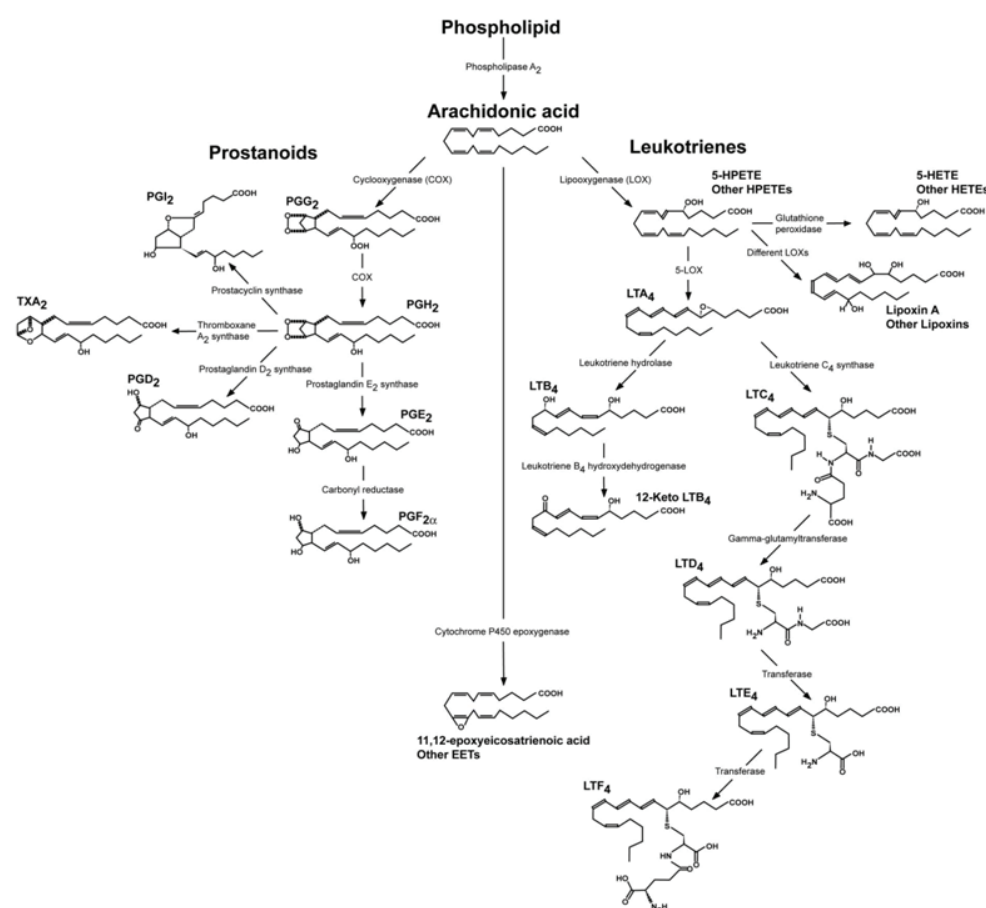 Phospholipid
Phospholipase A2
Arachidonic acid
COOH
Prostanoids
Leukotrienes
Cyclooxygenase (COX)
Lipoxygenase (LOX)
PGI2
COOH
O
HO
OH
PGG2
COOH
O
O
OOH
COX
Prostacyclin synthase
PGH2
COOH
O
O
OH
TXA2
COOH
O
O
OH
Thromboxane
A2 synthase
Prostaglandin D2 synthase
PGD2
HO
COOH
O
OH
Prostaglandin E2 synthase
PGE2
O
COOH
HO
OH
Carbonyl reductase
PGF2α
HO
COOH
HO
OH
Cytochrome P450 epoxygenase
COOH
O
11,12-epoxyeicosatrienoic acid
Other EETs
5-HPETE
Other HPETEs
OOH
COOH
Glutathione
peroxidase
5-HETE
Other HETEs
OH
COOH
Different LOXs
HO OH
COOH
H OH
Lipoxin A
Other Lipoxins
5-LOX
LTA4
O
COOH
Leukotriene hydrolase
Leukotriene C4 synthase
LTB4
OH
OH
COOH
Leukotriene B4 hydroxydehydrogenase
12-Keto LTB4
O
OH
COOH
LTC4
OH
COOH
S
H
N
COOH
H N
O
O
H2N
COOH
Gamma-glutamyltransferase
LTD4
OH
COOH
S
H
N
COOH
H2N
O
Transferase
LTE4
OH
COOH
S
H2N
OH
O
Transferase
LTF4
OH
COOH
S
OH
HN
O
O
HO
O
H N H